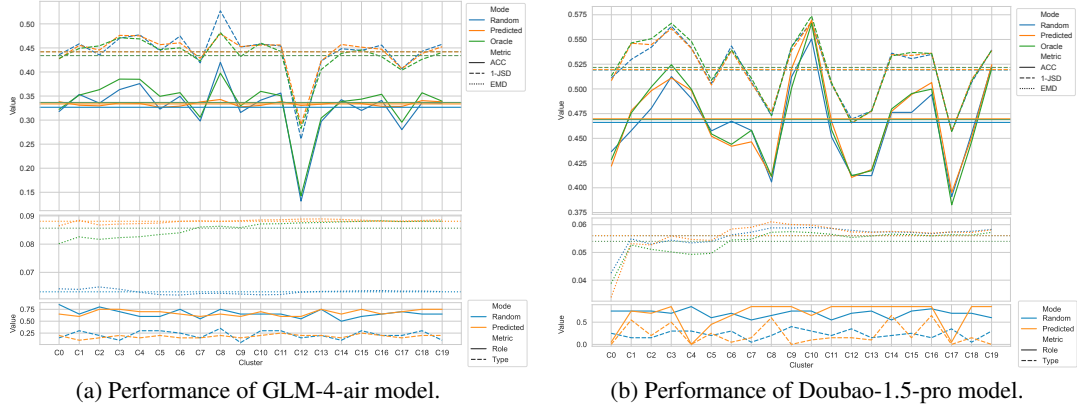 Mode
Random
Predicted
Oracle
Metric
ACC
1-JSD
EMD
Value
0.50
0.45
0.40
0.35
0.30
0.25
0.20
0.15
0.09
0.08
0.07
0.06
Value
0.75
0.50
0.25
C0 C1 C2 C3 C4 C5 C6 C7 C8 C9 C10 C11 C12 C13 C14 C15 C16 C17 C18 C19
Cluster
Mode
Random
Predicted
Metric
Role
Type
(a) Performance of GLM-4-air model.
Mode
Random
Predicted
Oracle
Metric
ACC
1-JSD
EMD
Value
0.575
0.550
0.525
0.500
0.475
0.450
0.425
0.400
0.375
0.06
0.05
0.04
Value
0.5
0.0
C0 C1 C2 C3 C4 C5 C6 C7 C8 C9 C10 C11 C12 C13 C14 C15 C16 C17 C18 C19
Cluster
Mode
Random
Predicted
Metric
Role
Type
(b) Performance of Doubao-1.5-pro model.